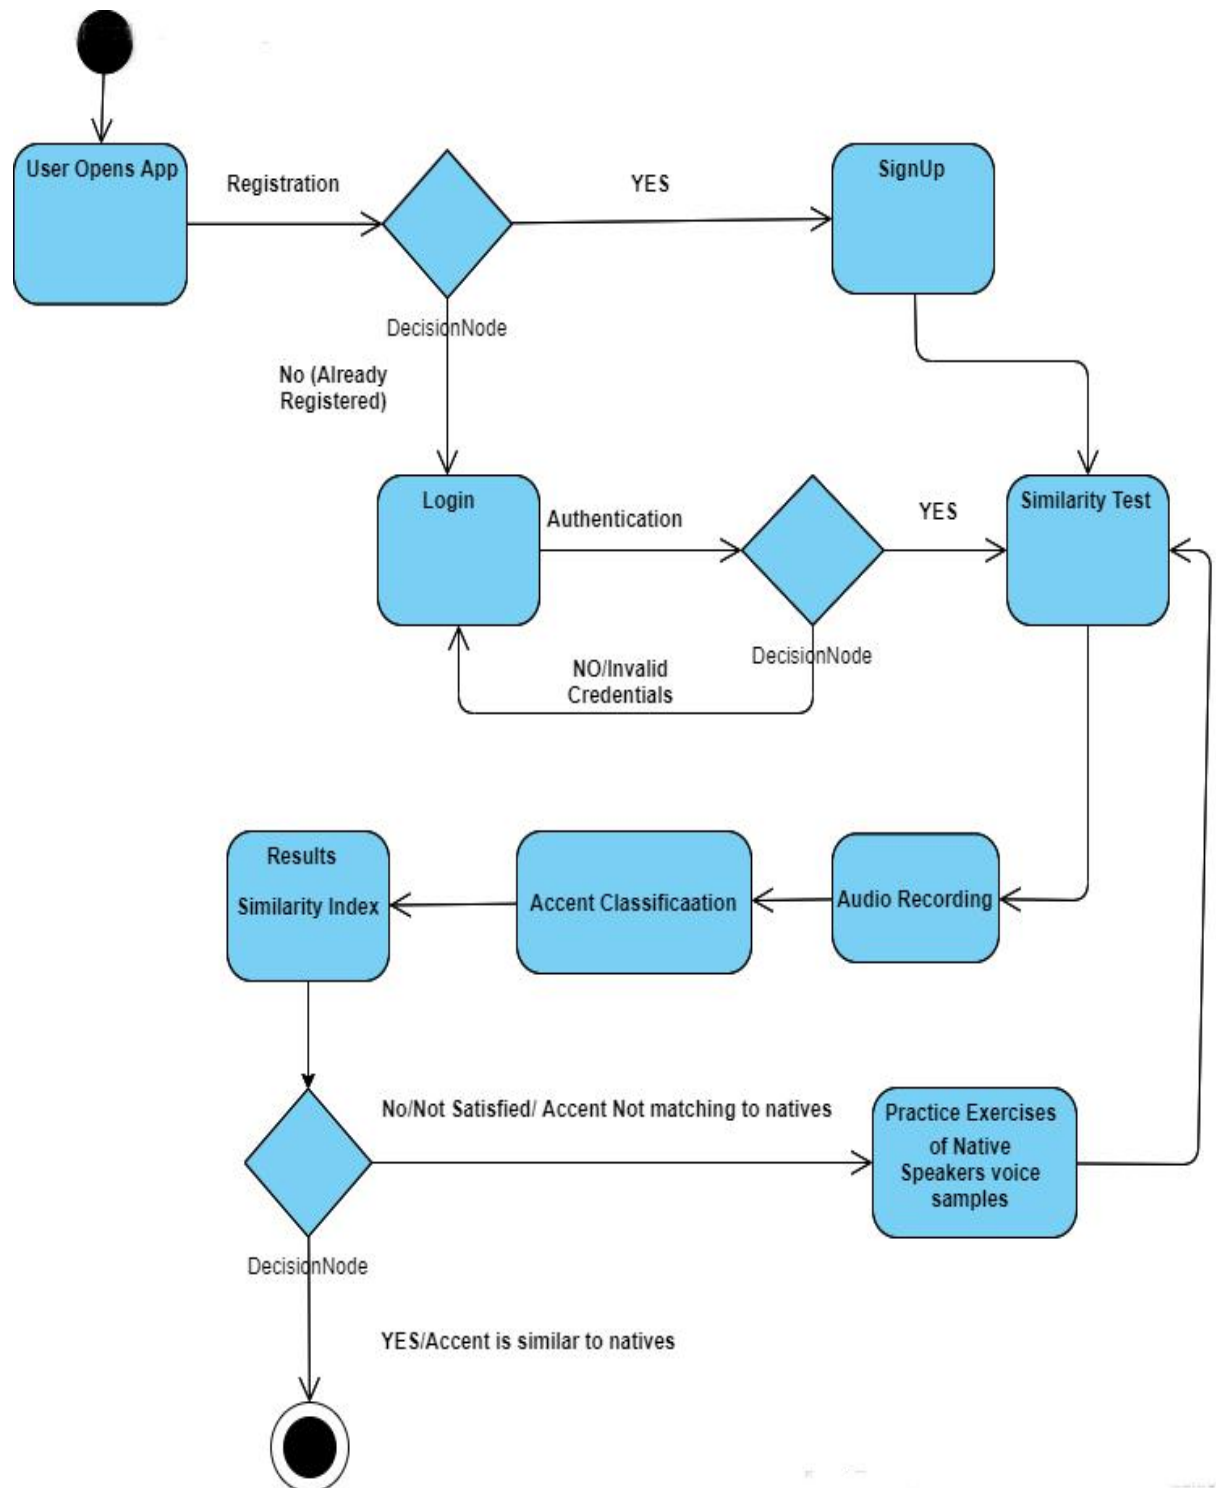 User Opens App
Registration
YES
SignUp
DecisionNode
No (Already
Registered)
Login
Authentication
YES
Similarity Test
DecisionNode
NO/Invalid
Credentials
Results
Similarity Index
Accent Classificaation
Audio Recording
No/Not Satisfied/ Accent Not matching to natives
Practice Exercises
of Native
Speakers voice
samples
DecisionNode
YES/Accent is similar to natives